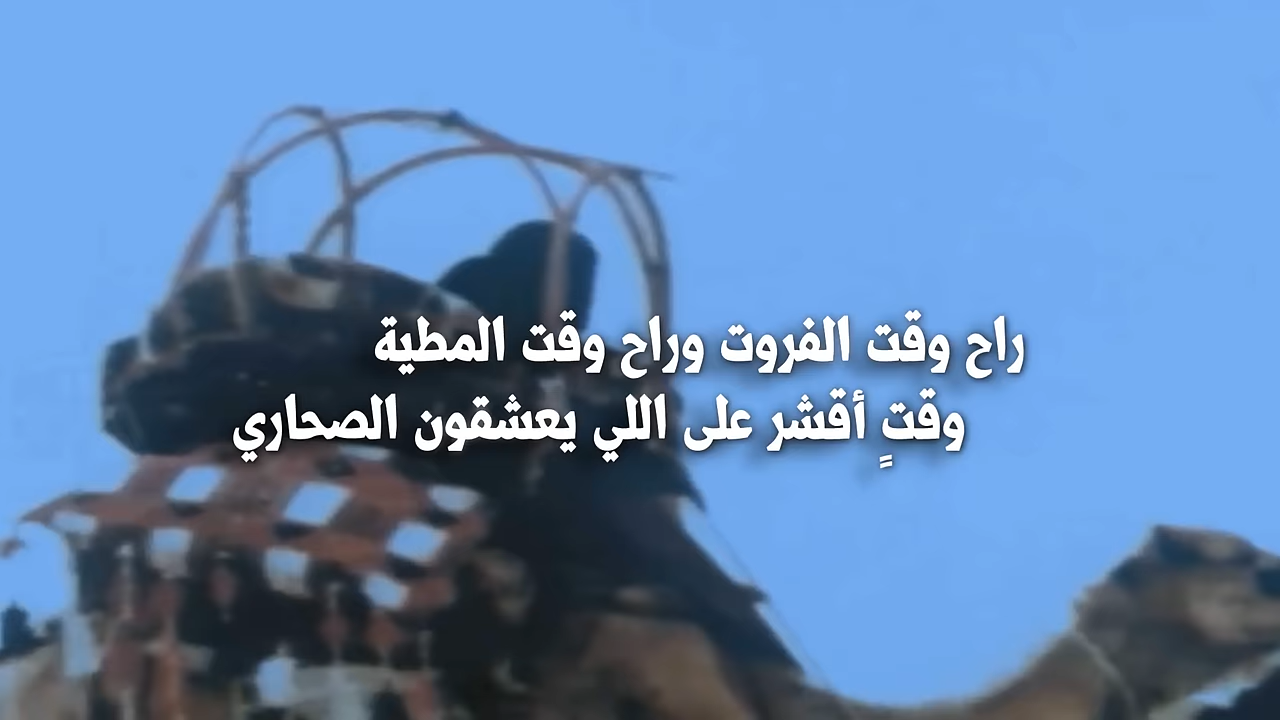 راح وقت الفروت وراح وقت المطية
وقتٍ أقشر على اللي يعشقون الصحاري